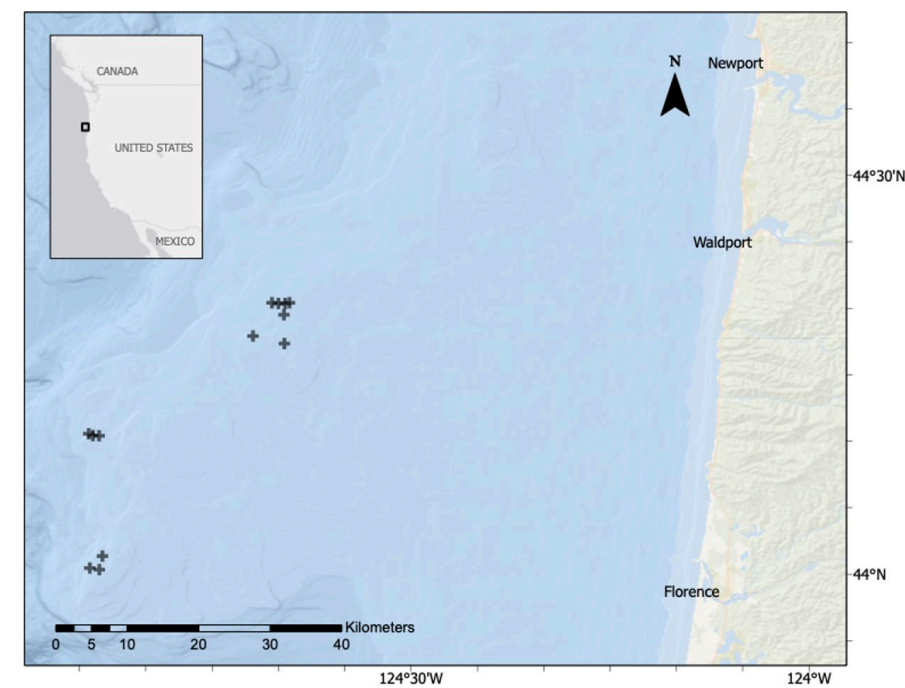 CANADA
UNITED STATES
MEXICO
N
Newport
44°30'N
Waldport
44°N
Florence
Kilometers
0 5 10 20 30 40
124°30'W
124°W